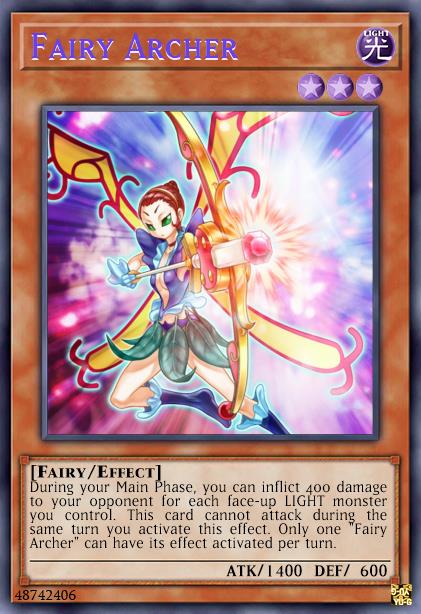 Fairy Archer
LIGHT
光
[Fairy/Effect]
During your Main Phase, you can inflict 400 damage
to your opponent for each face-up LIGHT monster
you control. This card cannot attack during the
same turn you activate this effect. Only one "Fairy
Archer" can have its effect activated per turn.
ATK/1400 DEF/ 600
48742406